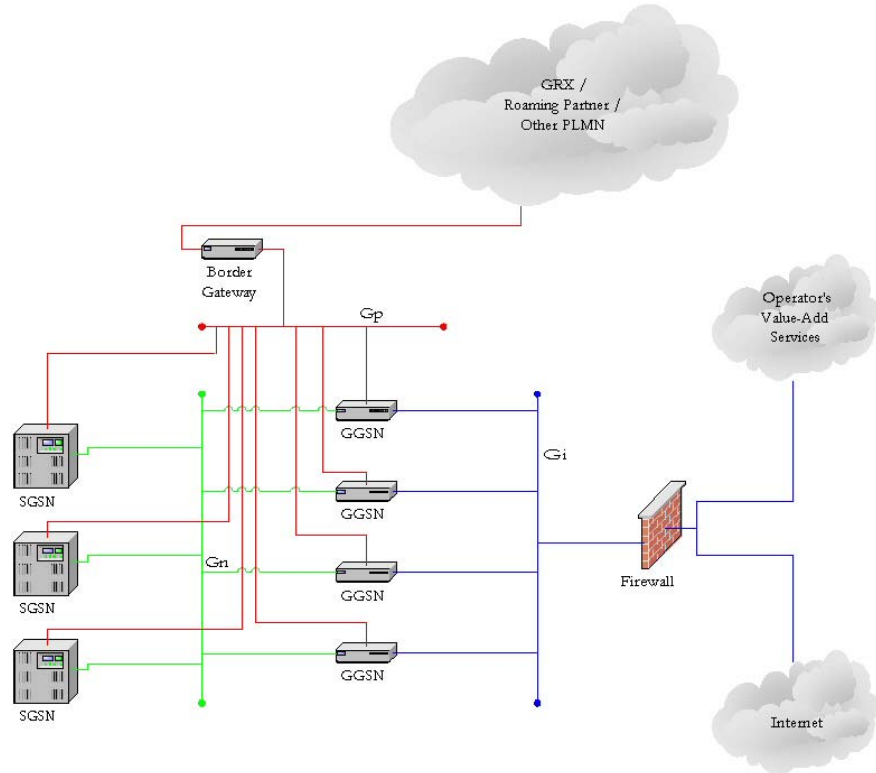 GRX /
Roaming Partner /
Other PLMN
Border
Gateway
Operator's
Value-Add
Services
Gp
GGSN
Gi
SGSN
GGSN
Gn
GGSN
Firewall
SGSN
GGSN
SGSN
Internet